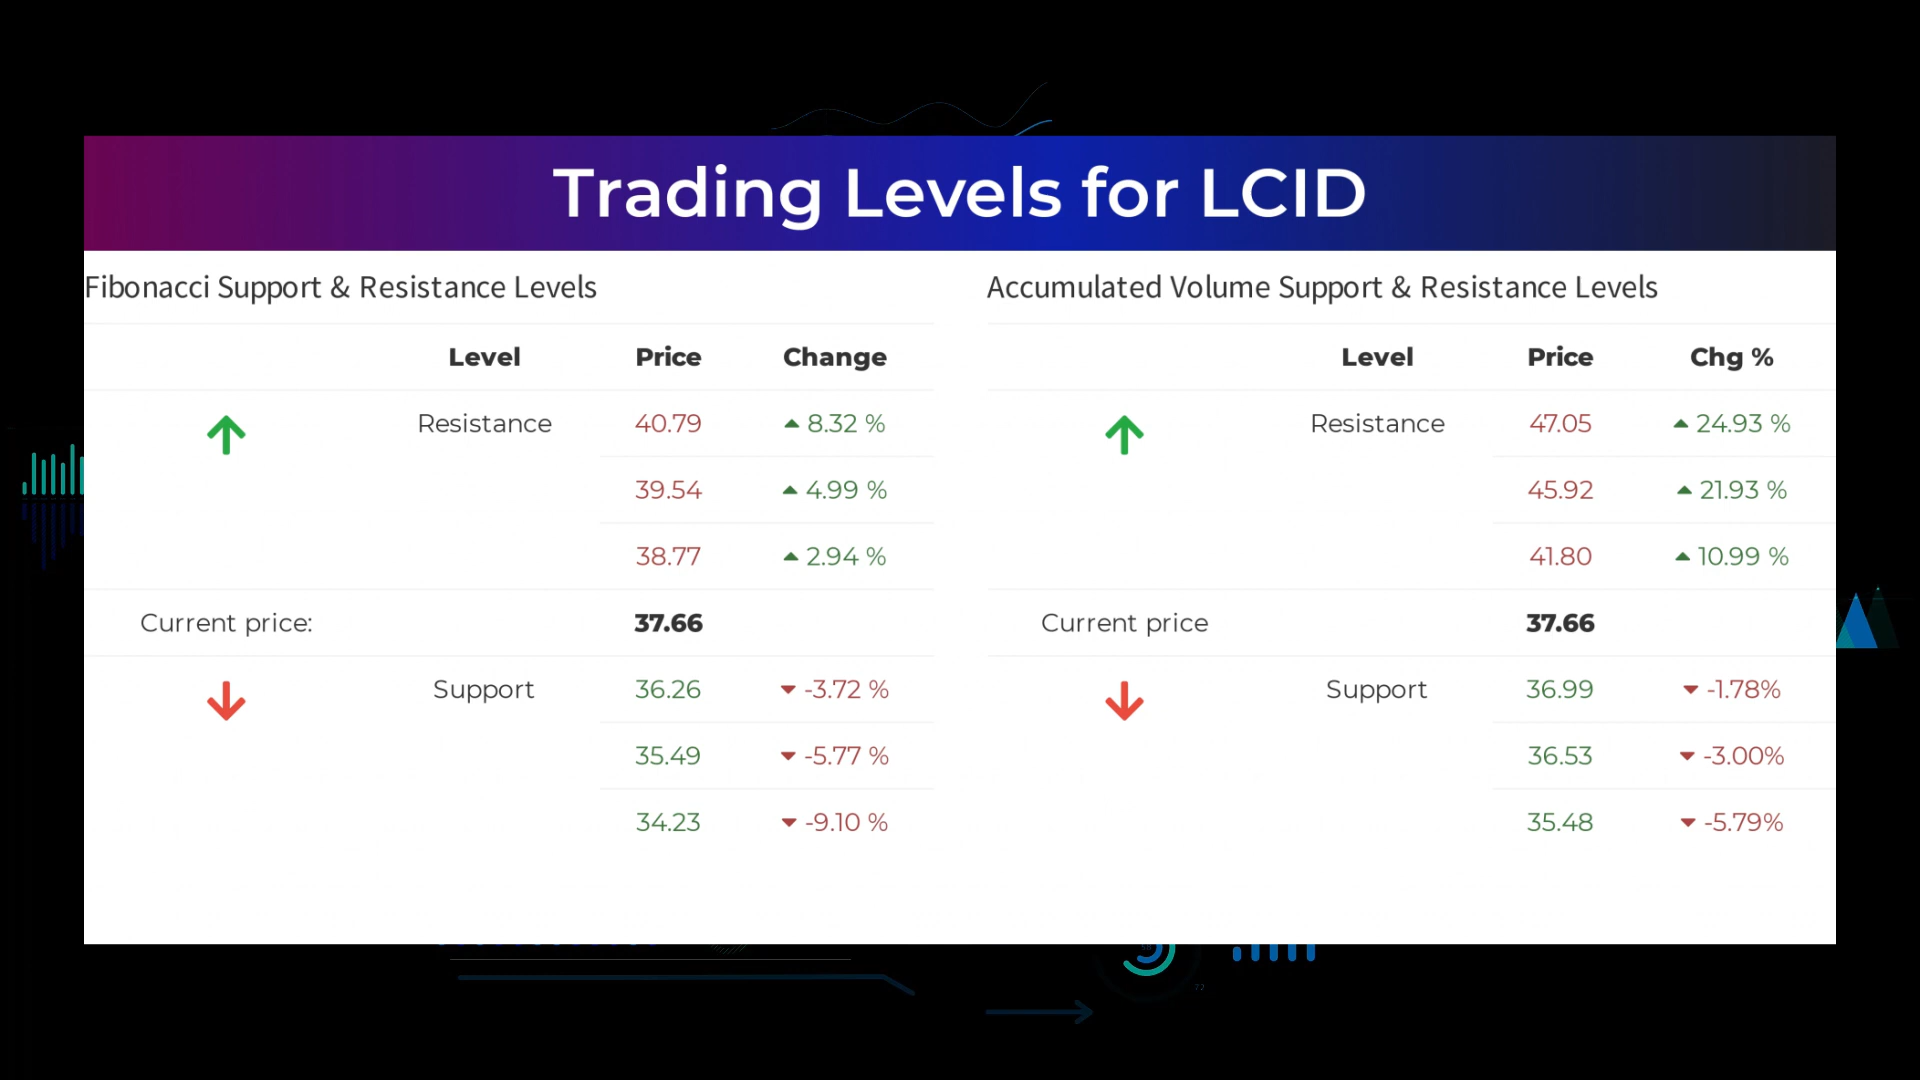 Trading Levels for LCID
Fibonacci Support & Resistance Levels
Level Price Change
Resistance 40.79 8.32 %
39.54 4.99 %
38.77 2.94 %
Current price: 37.66
Support 36.26 -3.72 %
35.49 -5.77 %
34.23 -9.10 %
Accumulated Volume Support & Resistance Levels
Level Price Chg %
Resistance 47.05 24.93 %
45.92 21.93 %
41.80 10.99 %
Current price 37.66
Support 36.99 -1.78%
36.53 -3.00%
35.48 -5.79%